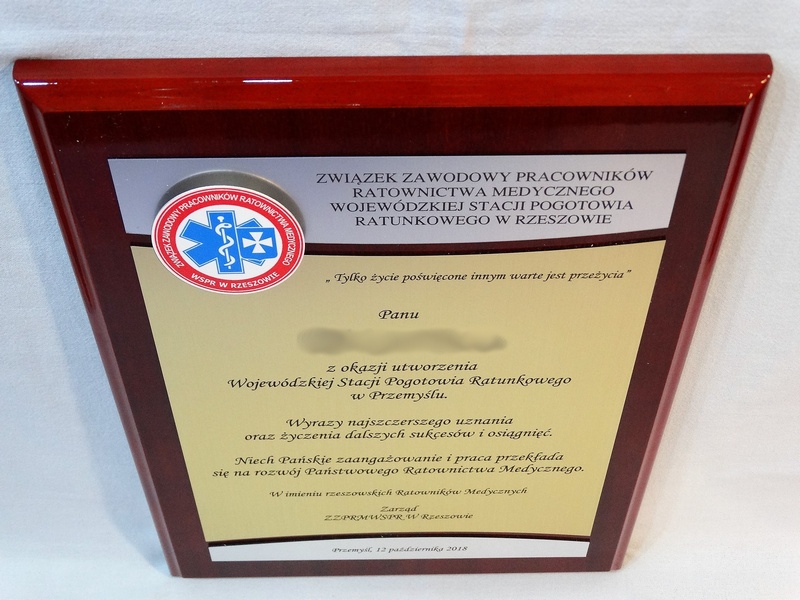 ZWIĄZEK ZAWODOWY PRACOWNIKÓW
RATOWNICTWA MEDYCZNEGO
WOJEWÓDZKIEJ STACJI POGOTOWIA
RATUNKOWEGO W RZESZOWIE
ZWIĄZEK ZAWODOWY PRACOWNIKÓW RATOWNICTWA MEDYCZNEGO
WSPR W RZESZOWIE
„Tylko życie poświęcone innym warte jest przeżycia”
Panu
z okazji utworzenia
Wojewódzkiej Stacji Pogotowia Ratunkowego
w Przemyślu.
Wyrazy najszczerszego uznania
oraz życzenia dalszych sukcesów i osiągnięć.
Niech Pańskie zaangażowanie i praca przekłada
się na rozwój Państwowego Ratownictwa Medycznego.
W imieniu rzeszowskich Ratowników Medycznych
Zarząd
ZZPRMWSPR W Rzeszowie
Przemyśl, 12 października 2018